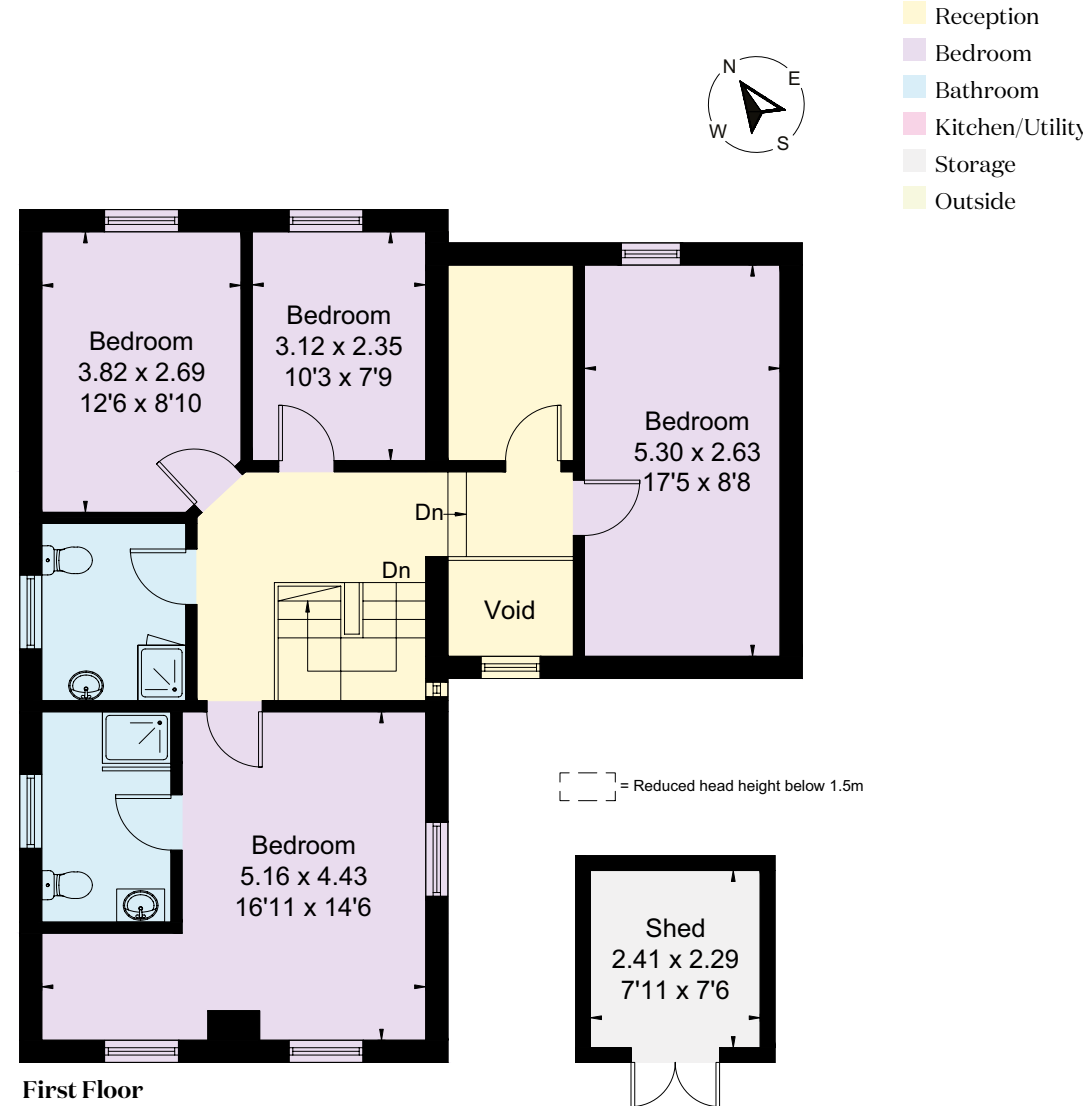 Reception
Bedroom
Bathroom
Kitchen/Utility
Storage
Outside
N
E
W
S
Bedroom
3.82 x 2.69
12'6 x 8'10
Bedroom
3.12 x 2.35
10'3 x 7'9
Bedroom
5.30 x 2.63
17'5 x 8'8
Dn
Dn
Void
= Reduced head height below 1.5m
Bedroom
5.16 x 4.43
16'11 x 14'6
Shed
2.41 x 2.29
7'11 x 7'6
First Floor